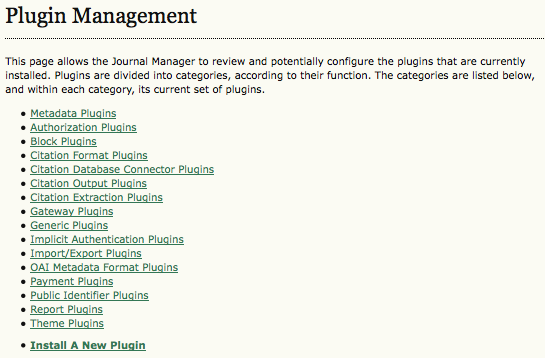 Plugin Management
This page allows the Journal Manager to review and potentially configure the plugins that are currently
installed. Plugins are divided into categories, according to their function. The categories are listed below,
and within each category, its current set of plugins.
Metadata Plugins
Authorization Plugins
Block Plugins
Citation Format Plugins
Citation Database Connector Plugins
Citation Output Plugins
Citation Extraction Plugins
Gateway Plugins
Generic Plugins
Implicit Authentication Plugins
Import/Export Plugins
OAI Metadata Format Plugins
Payment Plugins
Public Identifier Plugins
Report Plugins
Theme Plugins
Install A New Plugin